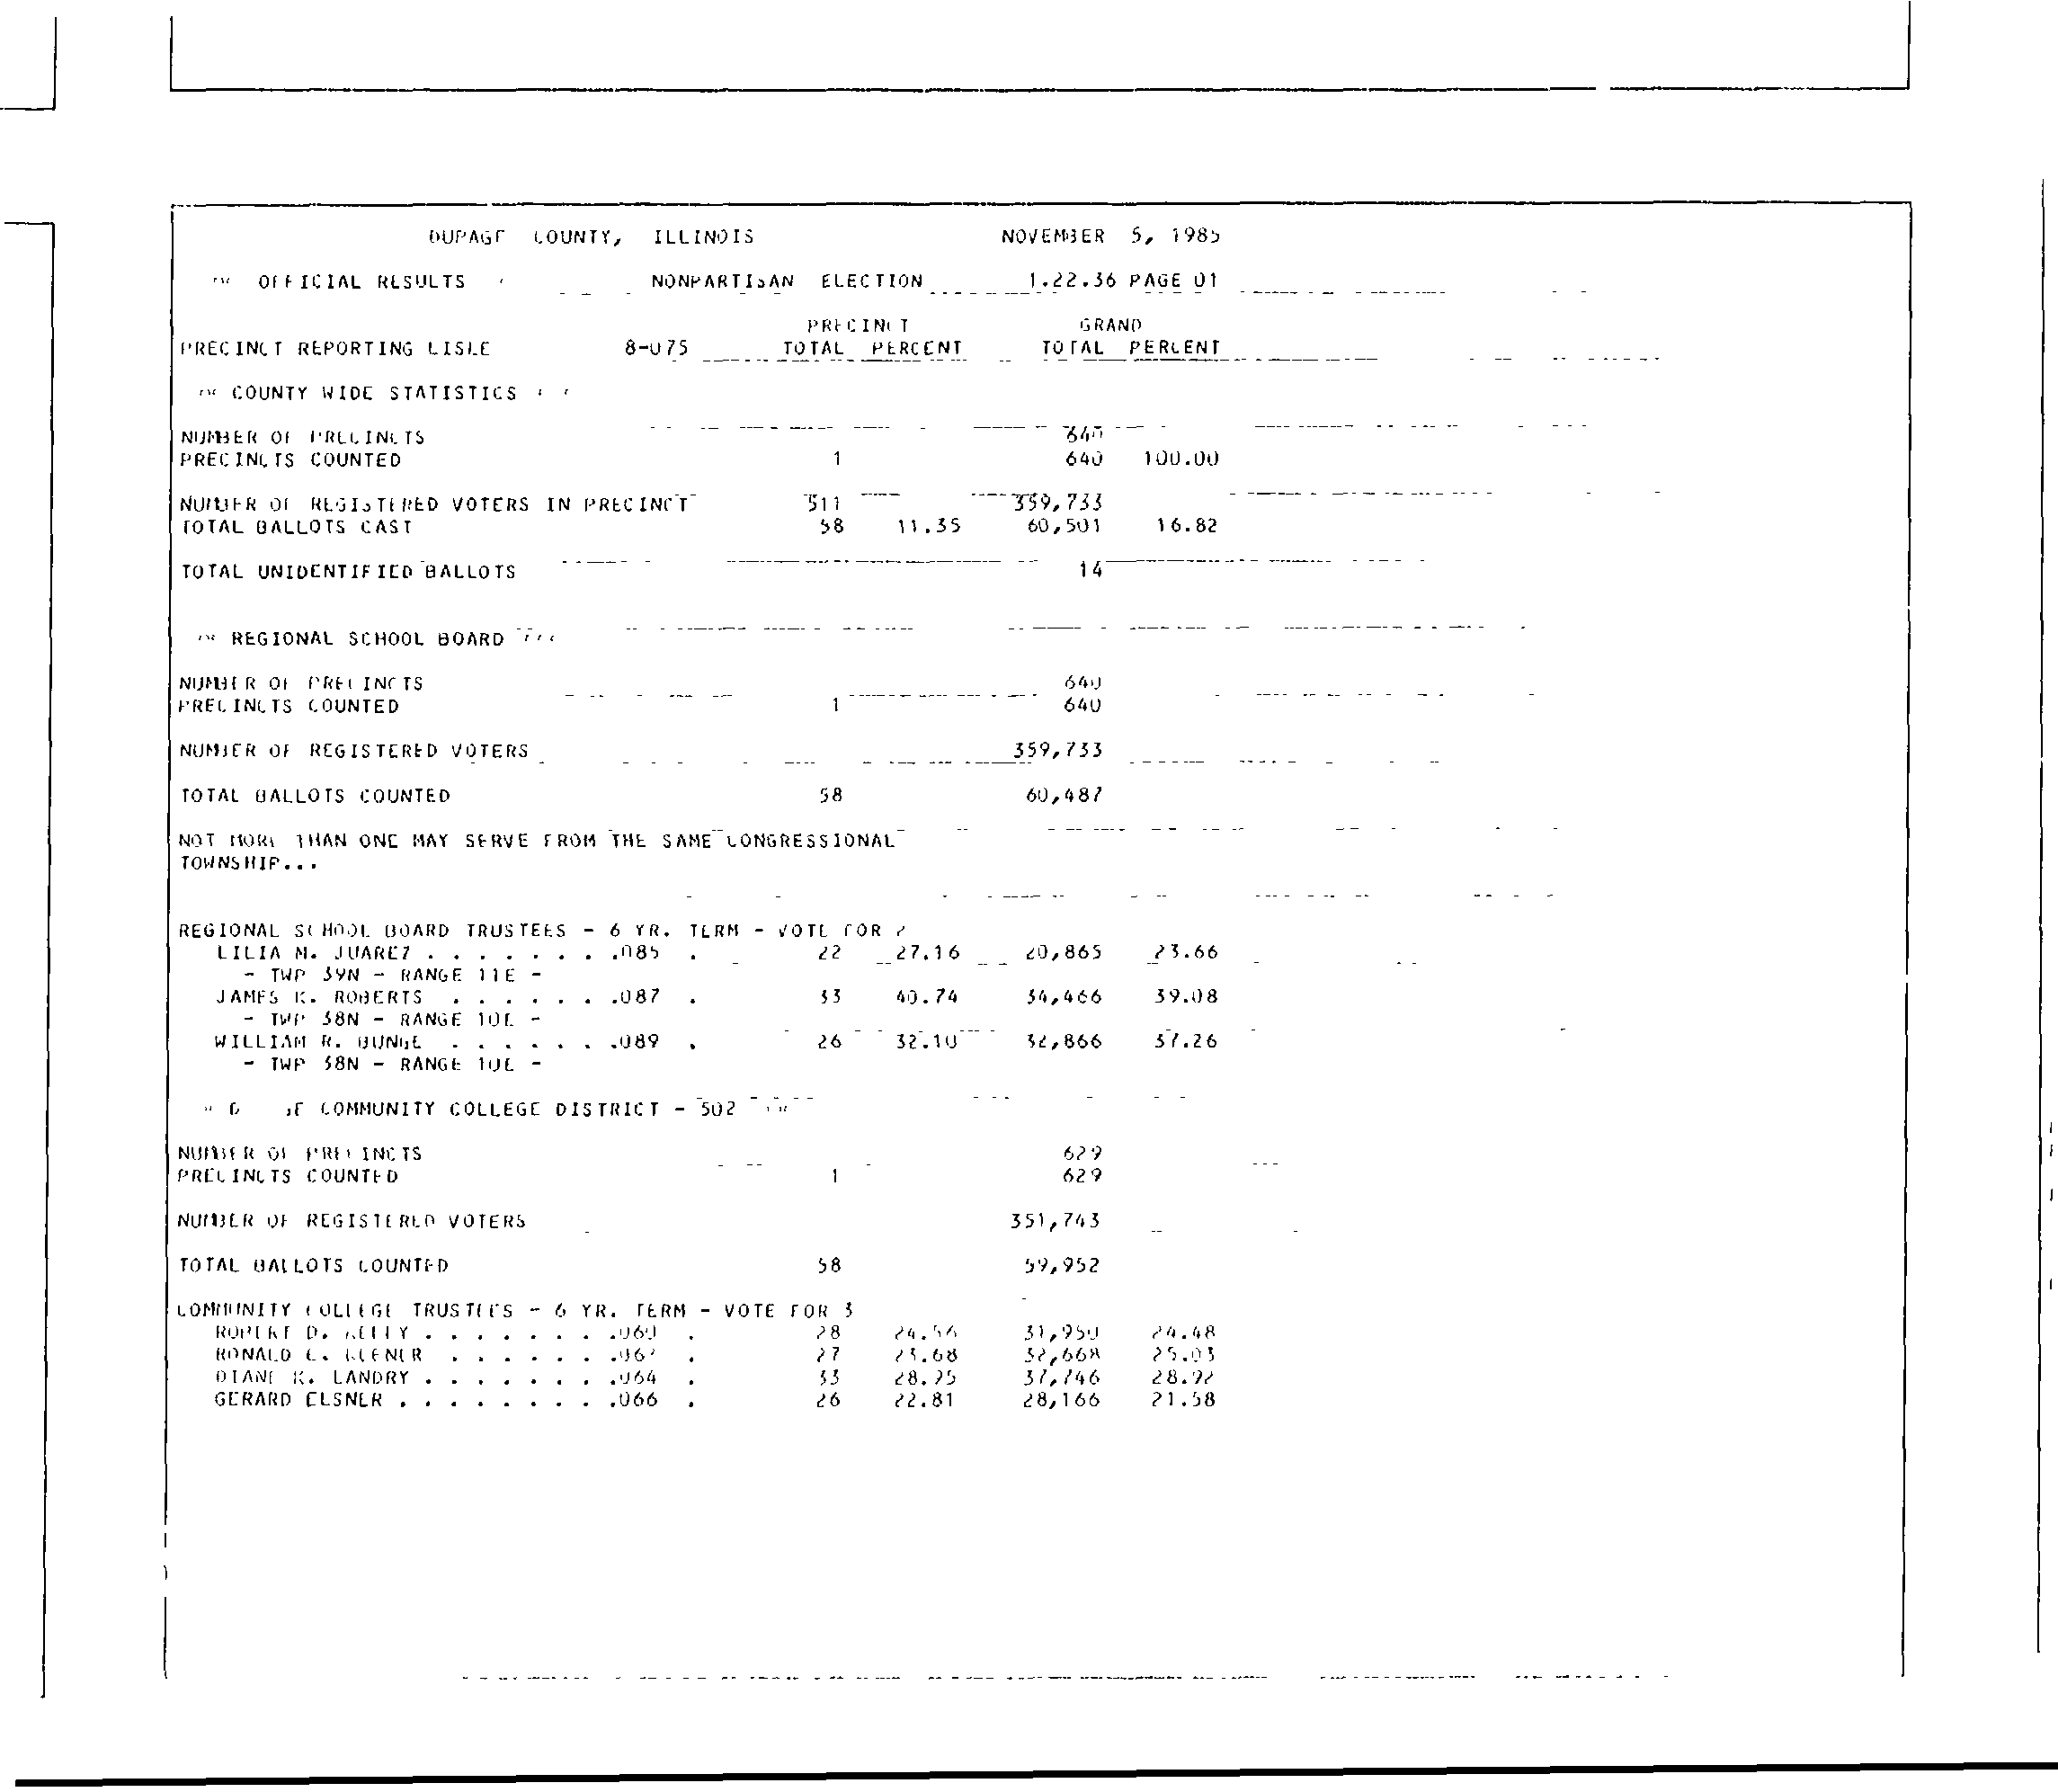 DUPAGE COUNTY, ILLINOIS NOVEMBER 5, 1985
OFFICIAL RESULTS NONPARTISAN ELECTION 1.22.36 PAGE 01
PRECINCT GRAND
PRECINCT REPORTING LISLE 8-075 TOTAL PERCENT TOTAL PERCENT
COUNTY WIDE STATISTICS
NUMBER OF PRECINCTS 640
PRECINCTS COUNTED 1 640 100.00
NUMBER OF REGISTERED VOTERS IN PRECINCT 511 359,733
TOTAL BALLOTS CAST 58 11.35 60,501 16.82
TOTAL UNIDENTIFIED BALLOTS 14
REGIONAL SCHOOL BOARD
NUMBER OF PRECINCTS 640
PRECINCTS COUNTED 1 640
NUMBER OF REGISTERED VOTERS 359,733
TOTAL BALLOTS COUNTED 58 60,487
NOT MORE THAN ONE MAY SERVE FROM THE SAME CONGRESSIONAL
TOWNSHIP...
REGIONAL SCHOOL BOARD TRUSTEES - 6 YR. TERM - VOTE FOR 2
LILIA M. JUAREZ . . . . . . . .085 . 22 27.16 20,865 23.66
- TWP 39N - RANGE 11E -
JAMES K. ROBERTS . . . . . . .087 . 33 40.74 34,466 39.08
- TWP 38N - RANGE 10E -
WILLIAM R. BUNGE . . . . . . .089 . 26 32.10 32,866 37.26
- TWP 38N - RANGE 10E -
COMMUNITY COLLEGE DISTRICT - 502
NUMBER OF PRECINCTS 629
PRECINCTS COUNTED 1 629
NUMBER OF REGISTERED VOTERS 351,743
TOTAL BALLOTS COUNTED 58 59,952
COMMUNITY COLLEGE TRUSTEES - 6 YR. TERM - VOTE FOR 3
ROBERT D. KELLY . . . . . . . .060 . 28 24.56 31,950 24.48
RONALD E. . . . . . . .062 . 27 23.68 32,668 25.03
DIANE K. LANDRY . . . . . . . .064 . 33 28.95 37,746 28.92
GERARD ELSNER . . . . . . . . .066 . 26 22.81 28,166 21.58